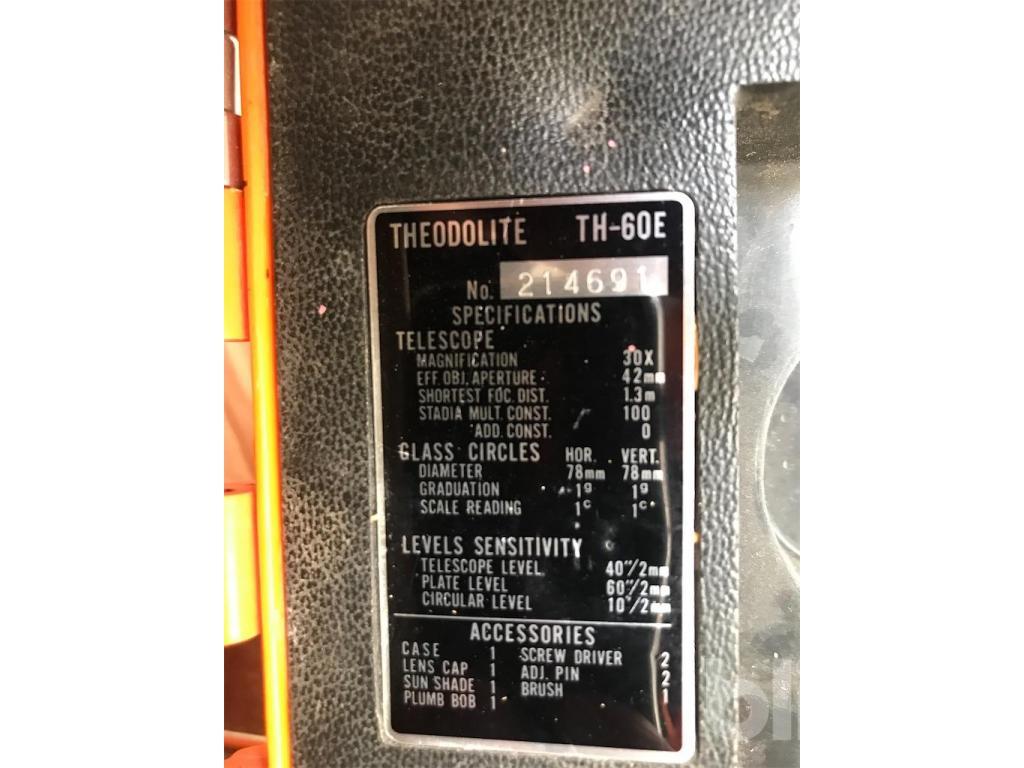 THEODOLITE TH-60E
No. 214691
SPECIFICATIONS
TELESCOPE
MAGNIFICATION 30X
EFF. OBJ. APERTURE 42mm
SHORTEST FOC. DIST. 1.3m
STADIA MULT. CONST. 100
ADD. CONST. 0
GLASS CIRCLES HOR. VERT.
DIAMETER 78mm 78mm
GRADUATION 1g 1g
SCALE READING 1c 1c
LEVELS SENSITIVITY
TELESCOPE LEVEL 40"/2mm
PLATE LEVEL 60"/2mm
CIRCULAR LEVEL 10'/2mm
ACCESSORIES
CASE 1 SCREW DRIVER 2
LENS CAP 1 ADJ. PIN 2
SUN SHADE 1 BRUSH 1
PLUMB BOB 1